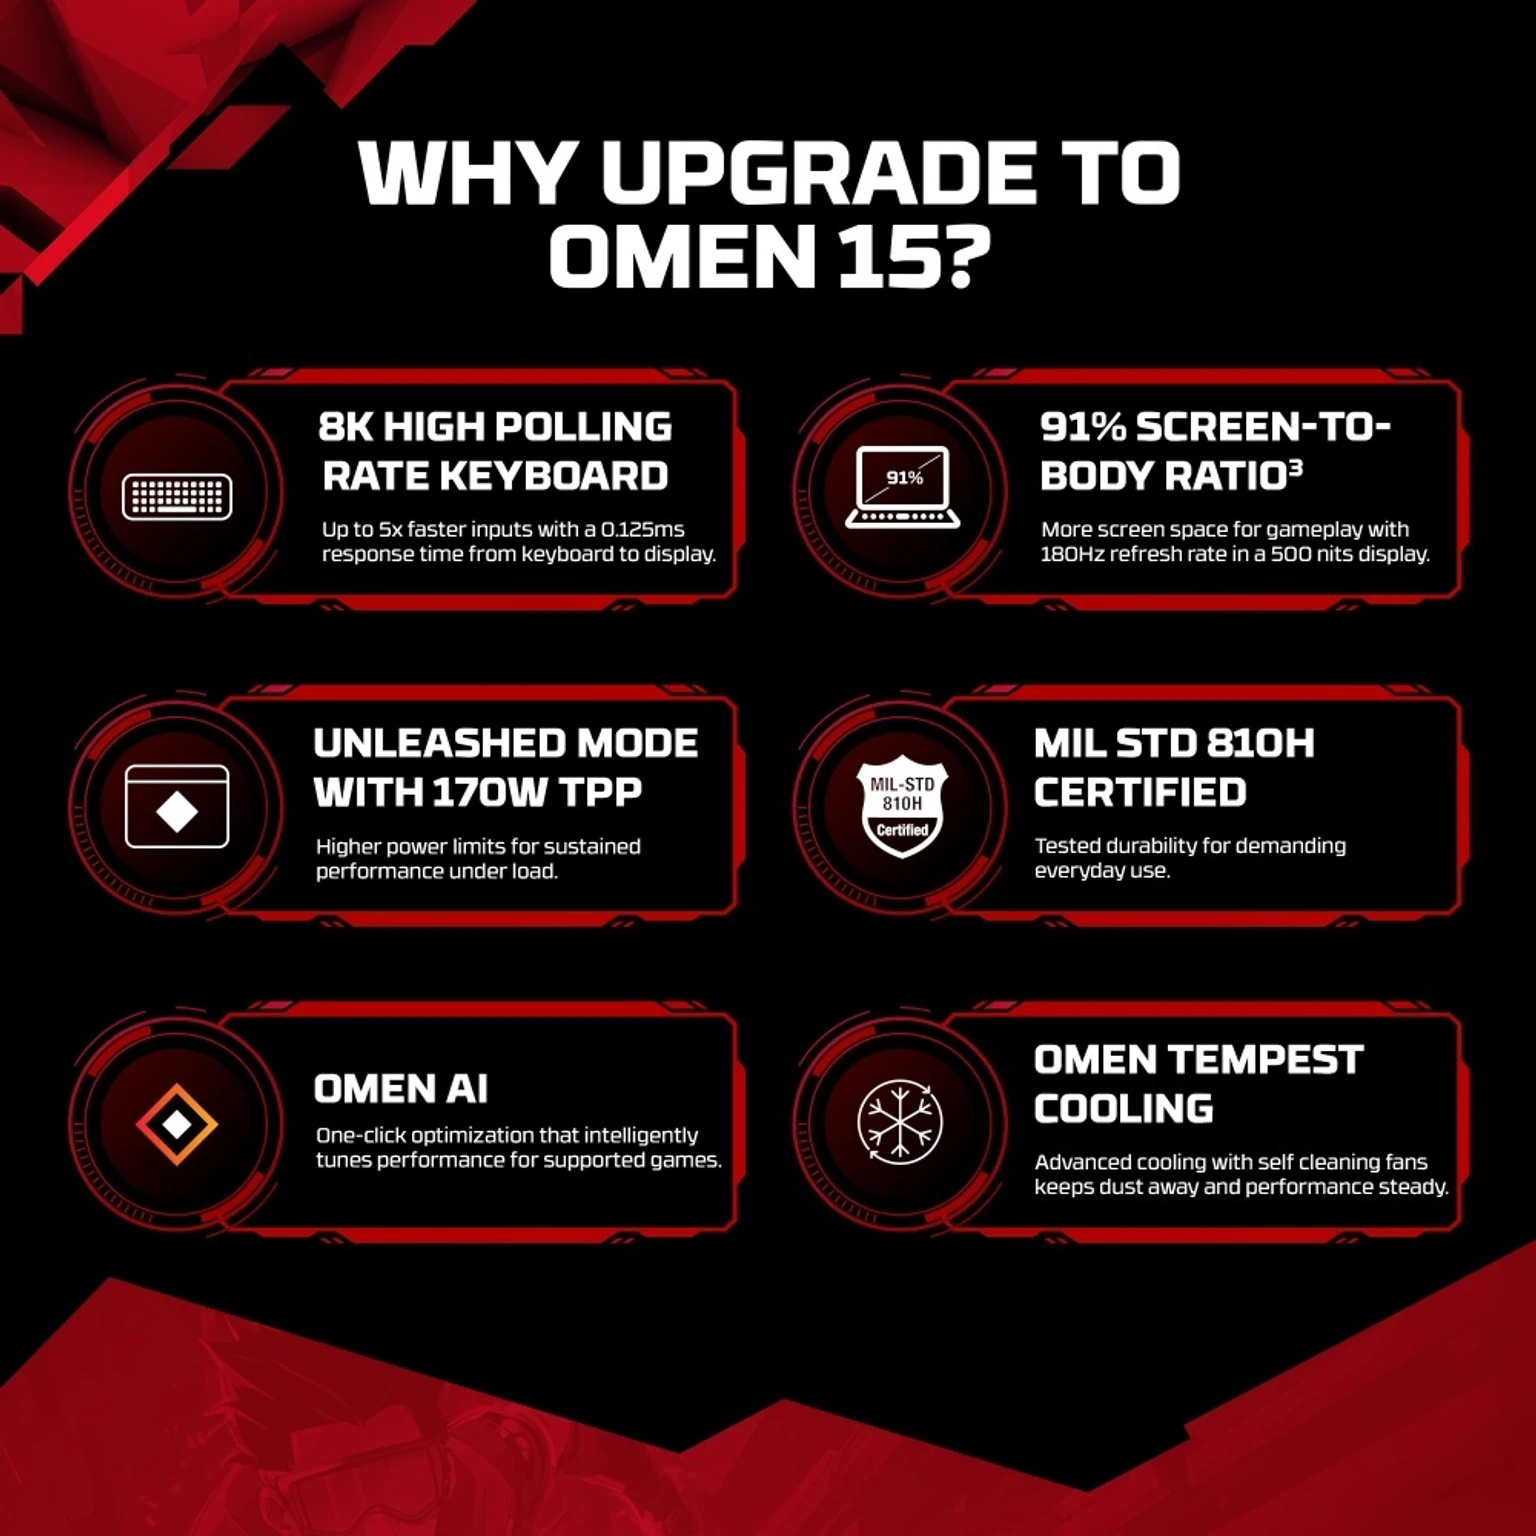 WHY UPGRADE TO
OMEN 15?
8K HIGH POLLING
RATE KEYBOARD
Up to 5x faster inputs with a 0.125ms
response time from keyboard to display.
91%
91% SCREEN-TO-
BODY RATIO³
More screen space for gameplay with
180Hz refresh rate in a 500 nits display.
UNLEASHED MODE
WITH 170W TPP
Higher power limits for sustained
performance under load.
MIL-STD
810H
Certified
MIL STD 810H
CERTIFIED
Tested durability for demanding
everyday use.
OMEN AI
One-click optimization that intelligently
tunes performance for supported games.
OMEN TEMPEST
COOLING
Advanced cooling with self cleaning fans
keeps dust away and performance steady.